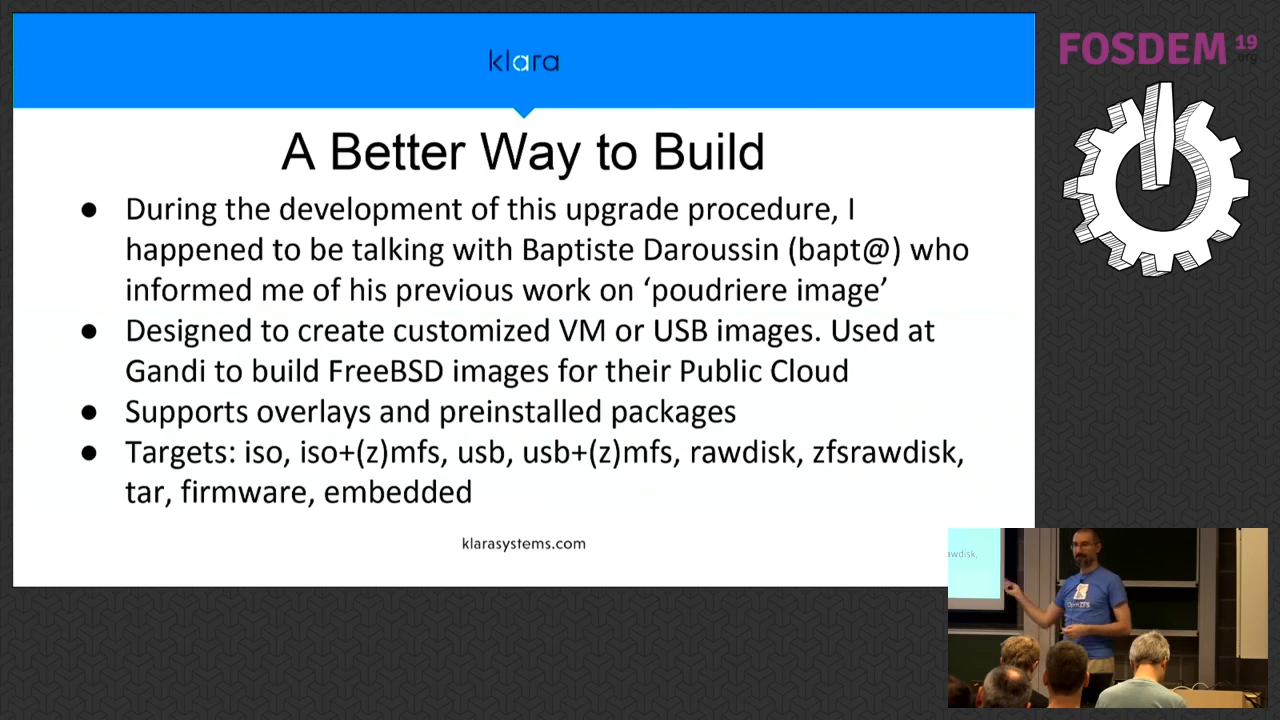 klara
FOSDEM 19
.org
A Better Way to Build
● During the development of this upgrade procedure, I
happened to be talking with Baptiste Daroussin (bapt@) who
informed me of his previous work on ‘poudriere image’
● Designed to create customized VM or USB images. Used at
Gandi to build FreeBSD images for their Public Cloud
● Supports overlays and preinstalled packages
● Targets: iso, iso+(z)mfs, usb, usb+(z)mfs, rawdisk, zfsrawdisk,
tar, firmware, embedded
klarasystems.com
awdisk,
OpenZFS